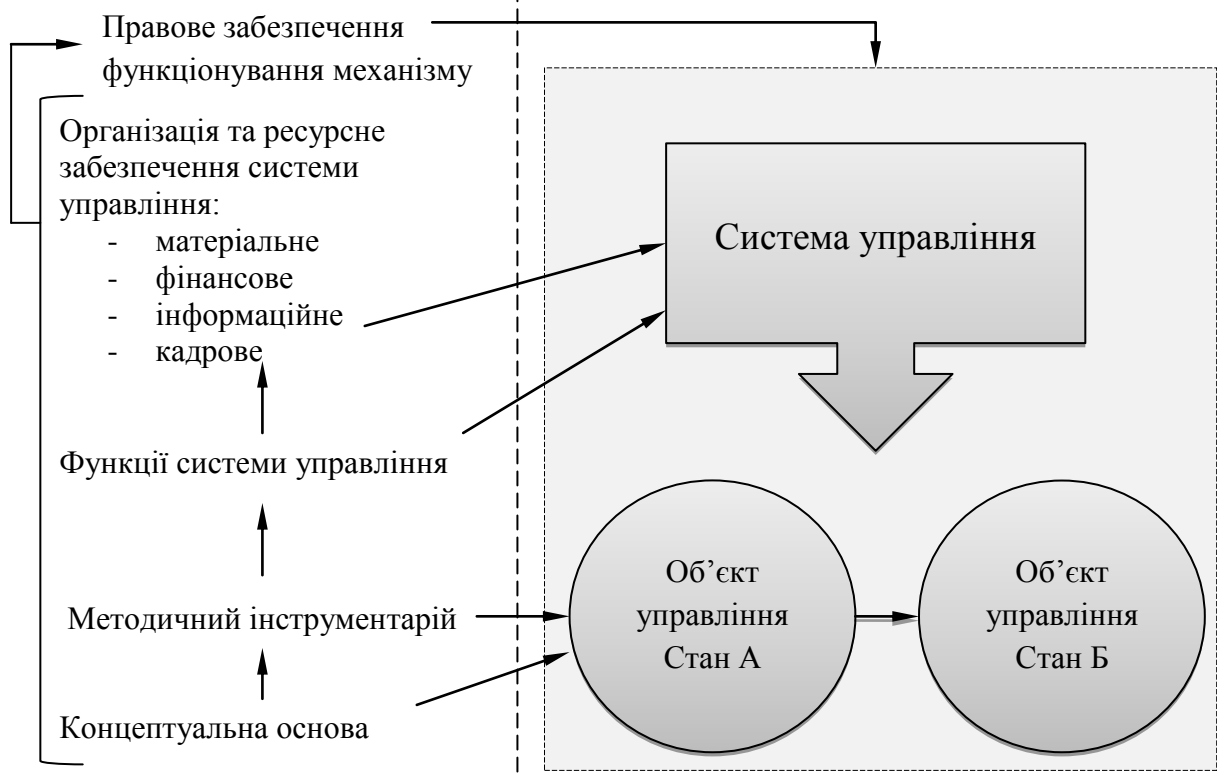 Правове забезпечення
функціонування механізму
Організація та ресурсне
забезпечення системи
управління:
- матеріальне
- фінансове
- інформаційне
- кадрове
Функції системи управління
Методичний інструментарій
Концептуальна основа
Система управління
Об’єкт
управління
Стан А
Об’єкт
управління
Стан Б